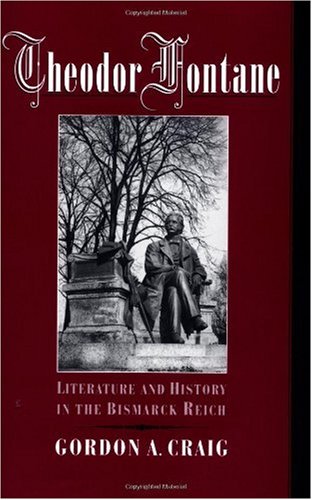 Theodor Fontane
LITERATURE AND HISTORY
IN THE BISMARCK REICH
GORDON A. CRAIG